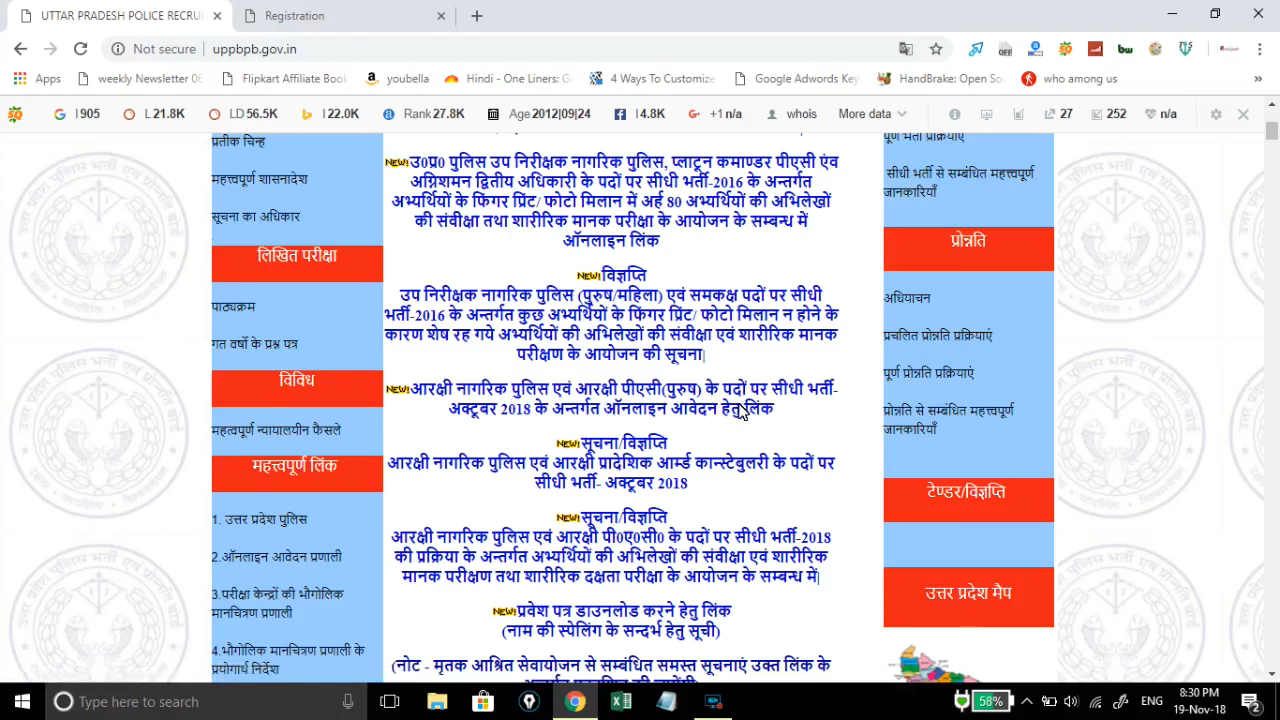 UTTAR PRADESH POLICE RECRU
Registration
Not secure | uppbpb.gov.in
Apps
weekly Newsletter 06
Flipkart Affiliate Book
youbella
Hindi - One Liners: G
4 Ways To Customize
Google Adwords Key
HandBrake: Open So
who among us
»
I 905
L 21.8K
LD 56.5K
I 22.0K
Rank 27.8K
Age 2012|09|24
I 4.8K
+1 n/a
whois
More data
27
252
n/a
प्रतीक चिन्ह
महत्त्वपूर्ण शासनादेश
सूचना का अधिकार
लिखित परीक्षा
पाठ्यक्रम
गत वर्षो के प्रश्न पत्र
विविध
महत्वपूर्ण न्यायालयीन फैसले
महत्त्वपूर्ण लिंक
1. उत्तर प्रदेश पुलिस
2.ऑनलाइन आवेदन प्रणाली
3.परीक्षा केन्द्रों की भौगोलिक
मानचित्रण प्रणाली
4.भौगोलिक मानचित्रण प्रणाली के
प्रयोगार्थ निर्देश
NEW! उ0प्र0 पुलिस उप निरीक्षक नागरिक पुलिस, प्लाटून कमाण्डर पीएसी एंव
अग्निशमन द्वितीय अधिकारी के पदों पर सीधी भर्ती-2016 के अन्तर्गत
अभ्यर्थियों के फिंगर प्रिंट/ फोटो मिलान में अर्ह 80 अभ्यर्थियों की अभिलेखों
की संवीक्षा तथा शारीरिक मानक परीक्षा के आयोजन के सम्बन्ध में
ऑनलाइन लिंक
NEW! विज्ञप्ति
उप निरीक्षक नागरिक पुलिस (पुरुष/महिला) एवं समकक्ष पदों पर सीधी
भर्ती-2016 के अन्तर्गत कुछ अभ्यर्थियों के फिंगर प्रिंट/ फोटो मिलान न होने के
कारण शेष रह गये अभ्यर्थियों की अभिलेखों की संवीक्षा एवं शारीरिक मानक
परीक्षण के आयोजन की सूचना|
NEW! आरक्षी नागरिक पुलिस एवं आरक्षी पीएसी(पुरुष) के पदों पर सीधी भर्ती-
अक्टूबर 2018 के अन्तर्गत ऑनलाइन आवेदन हेतु लिंक
NEW! सूचना/विज्ञप्ति
आरक्षी नागरिक पुलिस एवं आरक्षी प्रादेशिक आर्म्ड कान्स्टेबुलरी के पदों पर
सीधी भर्ती- अक्टूबर 2018
NEW! सूचना/विज्ञप्ति
आरक्षी नागरिक पुलिस एवं आरक्षी पी0ए0सी0 के पदों पर सीधी भर्ती-2018
की प्रक्रिया के अन्तर्गत अभ्यर्थियों की अभिलेखों की संवीक्षा एवं शारीरिक
मानक परीक्षण तथा शारीरिक दक्षता परीक्षा के आयोजन के सम्बन्ध में|
NEW! प्रवेश पत्र डाउनलोड करने हेतु लिंक
(नाम की स्पेलिंग के सन्दर्भ हेतु सूची)
(नोट - मृतक आश्रित सेवायोजन से सम्बंधित समस्त सूचनाएं उक्त लिंक के
पूर्ण भर्ती प्रक्रियाएं
सीधी भर्ती से सम्बंधित महत्त्वपूर्ण
जानकारियाँ
प्रोन्नति
अधियाचन
प्रचलित प्रोन्नति प्रक्रियाएं
पूर्ण प्रोन्नति प्रक्रियाएं
प्रोन्नति से सम्बंधित महत्त्वपूर्ण
जानकारियाँ
टेण्डर/विज्ञप्ति
उत्तर प्रदेश मैप
Type here to search
58%
ENG
8:30 PM
19-Nov-18
2